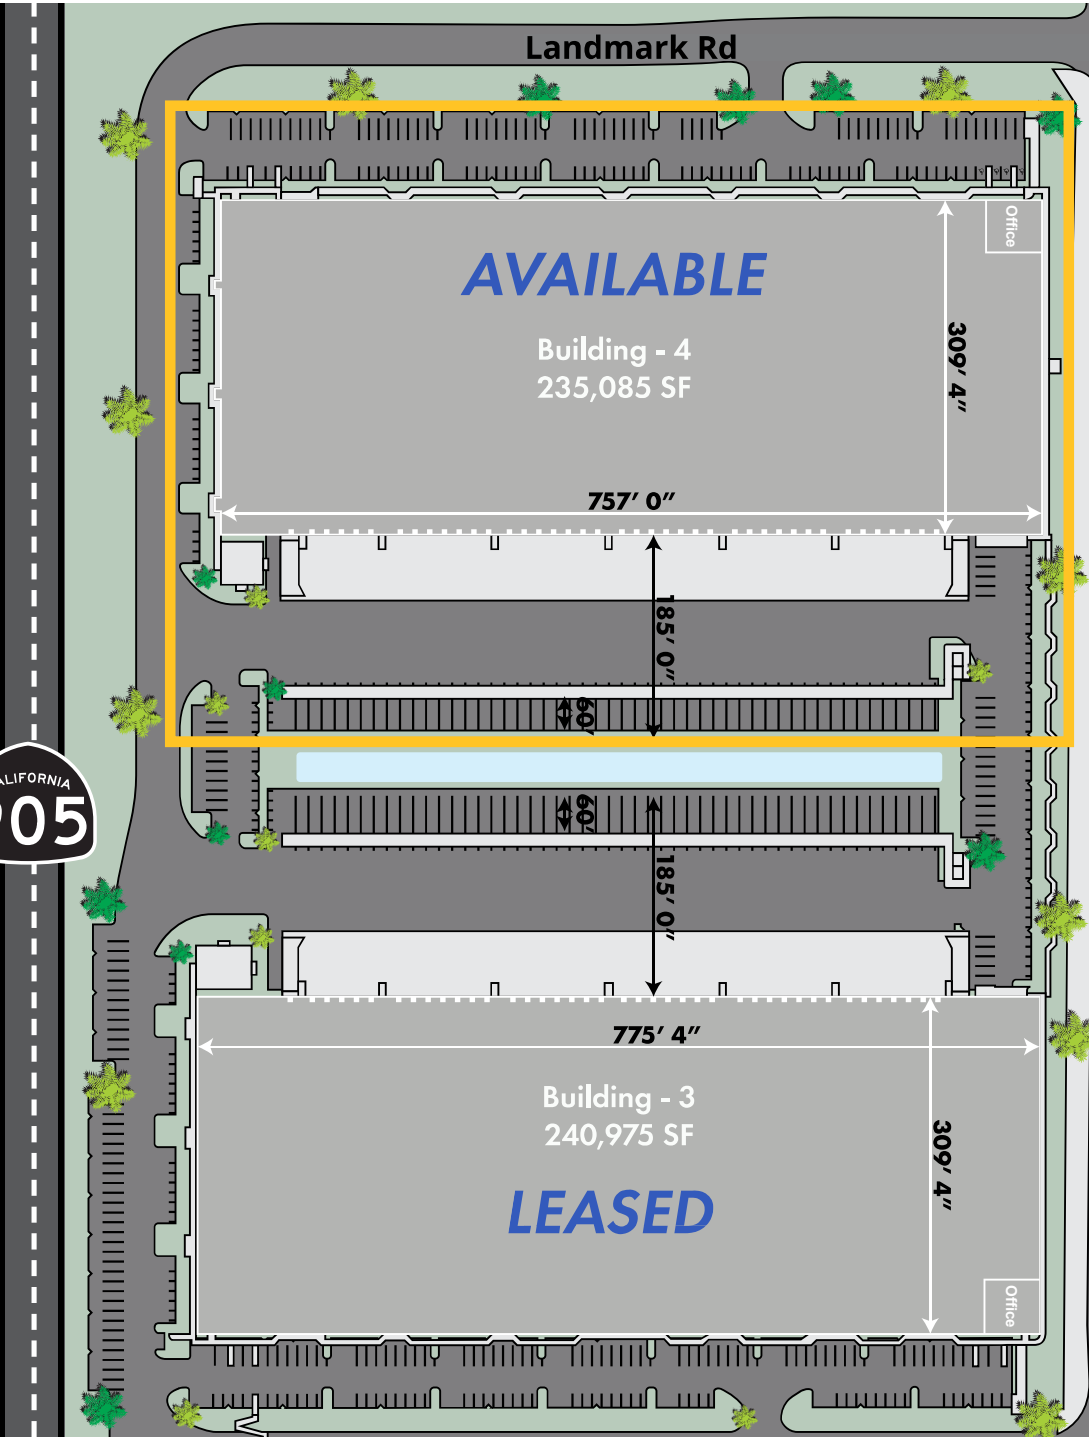 Landmark Rd
Office
AVAILABLE
Building - 4
235,085 SF
309′ 4″
757′ 0″
185′ 0″
60′
CALIFORNIA
905
60′
185′ 0″
775′ 4″
Building - 3
240,975 SF
309′ 4″
LEASED
Office